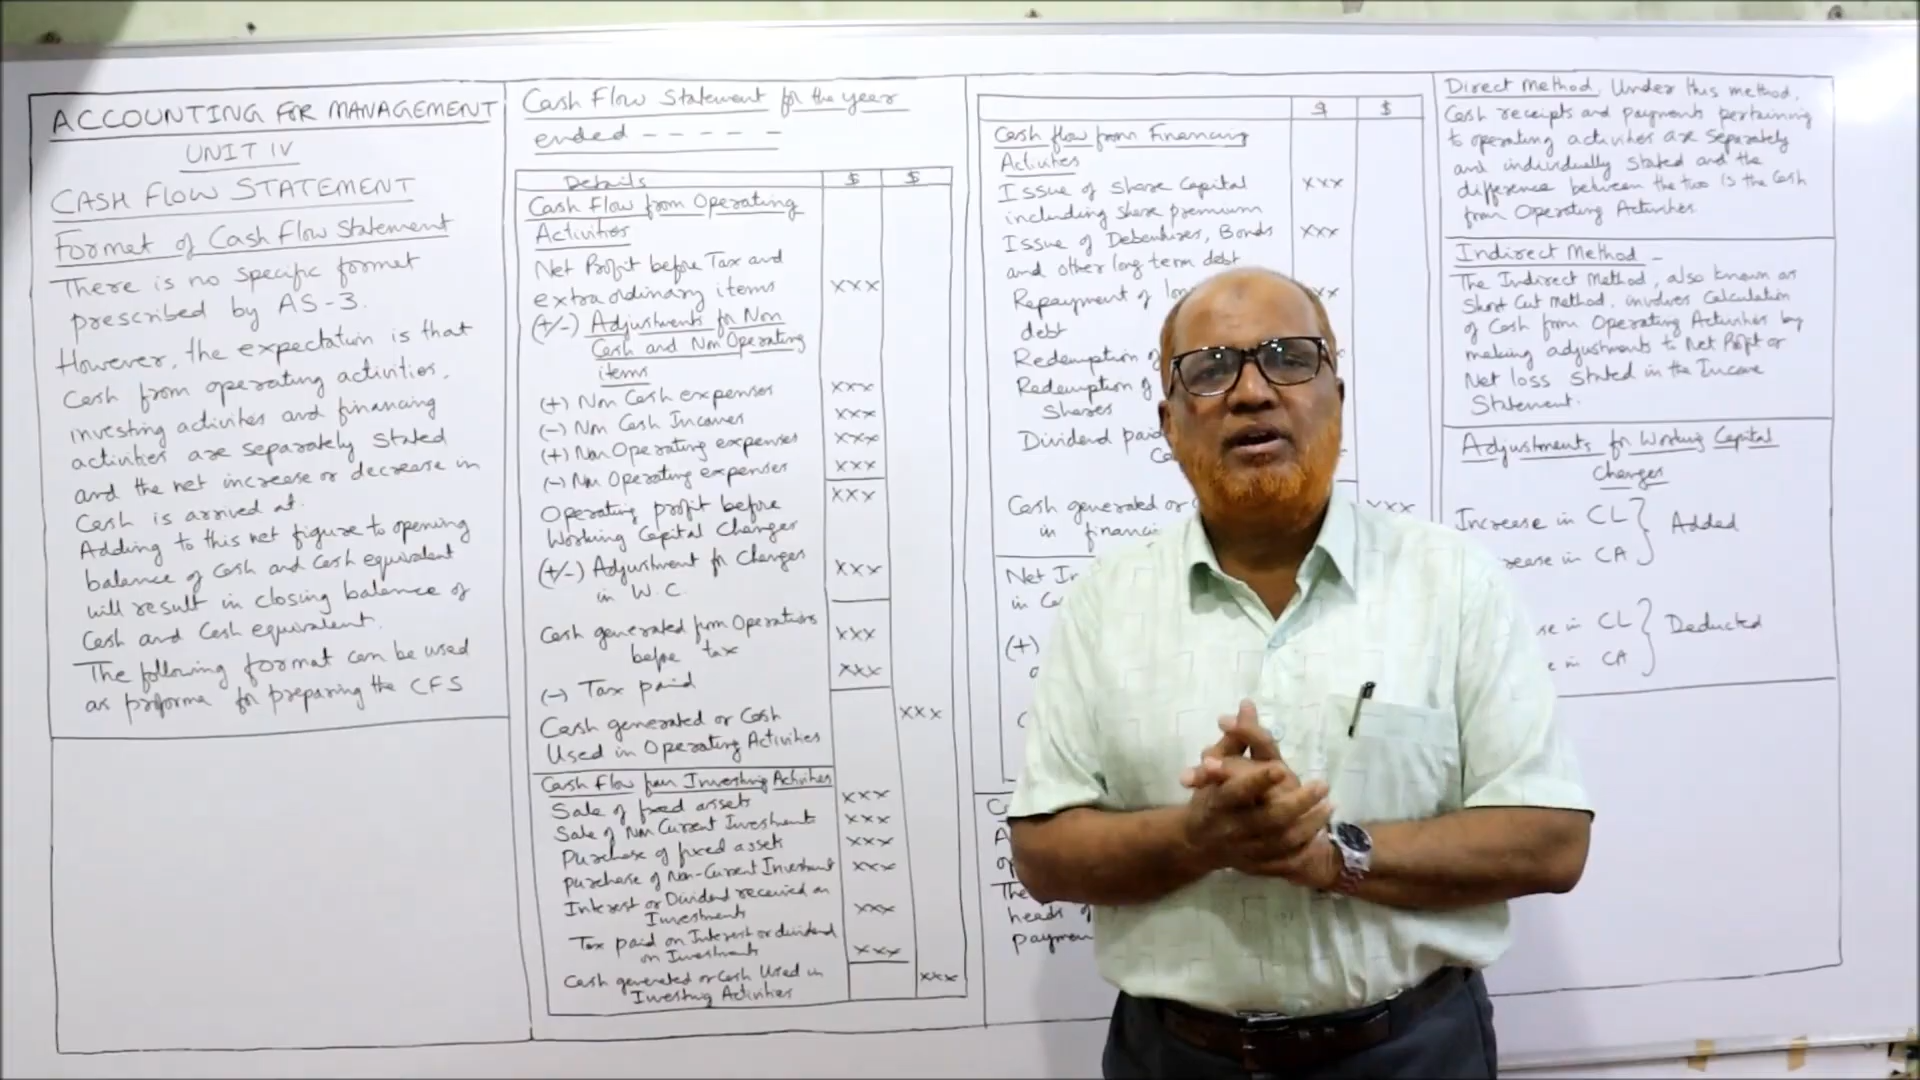 ACCOUNTING FOR MANAGEMENT
UNIT IV
CASH FLOW STATEMENT
Format of Cash Flow Statement
There is no specific format
prescribed by AS-3.
However, the expectation is that
Cash from operating activities,
investing activities and financing
activities are separately stated
and the net increase or decrease in
Cash is arrived at.
Adding to this net figure to opening
balance of Cash and Cash equivalent
will result in closing balance of
Cash and Cash equivalent.
The following format can be used
as proforma for preparing the CFS
Cash Flow Statement for the year
ended - - - - -
Details $ $
Cash Flow from Operating
Activities
Net Profit before Tax and
extraordinary items xxx
(+/-) Adjustments for Non
Cash and Non Operating
items
(+) Non Cash expenses xxx
(-) Non Cash Incomes xxx
(+) Non Operating expenses xxx
(-) Non Operating expenses xxx
Operating profit before xxx
Working Capital Changes
(+/-) Adjustment for Changes xxx
in W.C.
Cash generated from Operations xxx
before tax
(-) Tax paid xxx
Cash generated or Cash xxx
Used in Operating Activities
Cash Flow from Investing Activities
Sale of fixed assets xxx
Sale of Non Current Investment xxx
Purchase of fixed assets xxx
Purchase of Non-Current Investment xxx
Interest or Dividend received on
Investments xxx
Tax paid on Interest or dividend
on Investments xxx
Cash generated or Cash Used in xxx
Investing Activities
$ $
Cash flow from Financing
Activities
Issue of Share Capital xxx
including share premium
Issue of Debentures, Bonds xxx
and other long term debt
Repayment of xx
debt
Redemption of
Redemption of
Shares
Dividend paid
Cash generated or xxx
in
Net In
in
(+)
The
heads of
paymen
Direct Method, Under this method,
Cash receipts and payments pertaining
to operating activities are separately
and individually stated and the
difference between the two is the Cash
from Operating Activities.
Indirect Method -
The Indirect Method, also known as
Short Cut Method, involves Calculation
of Cash from Operating Activities by
making adjustments to Net Profit or
Net loss stated in the Income
Statement.
Adjustments for Working Capital
Changes
Increase in CL } Added
rease in CA
se in CL } Deducted
e in CA